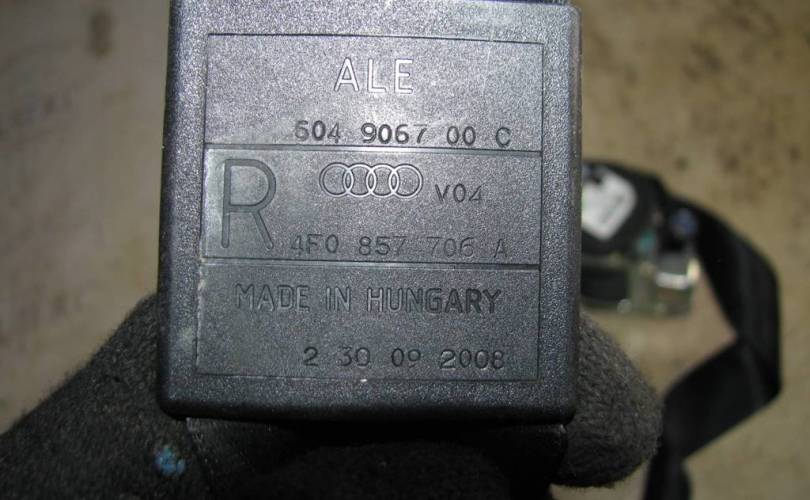 ALE
604 9067 00 C
R
V04
4F0 857 706 A
MADE IN HUNGARY
2 30 09 2008